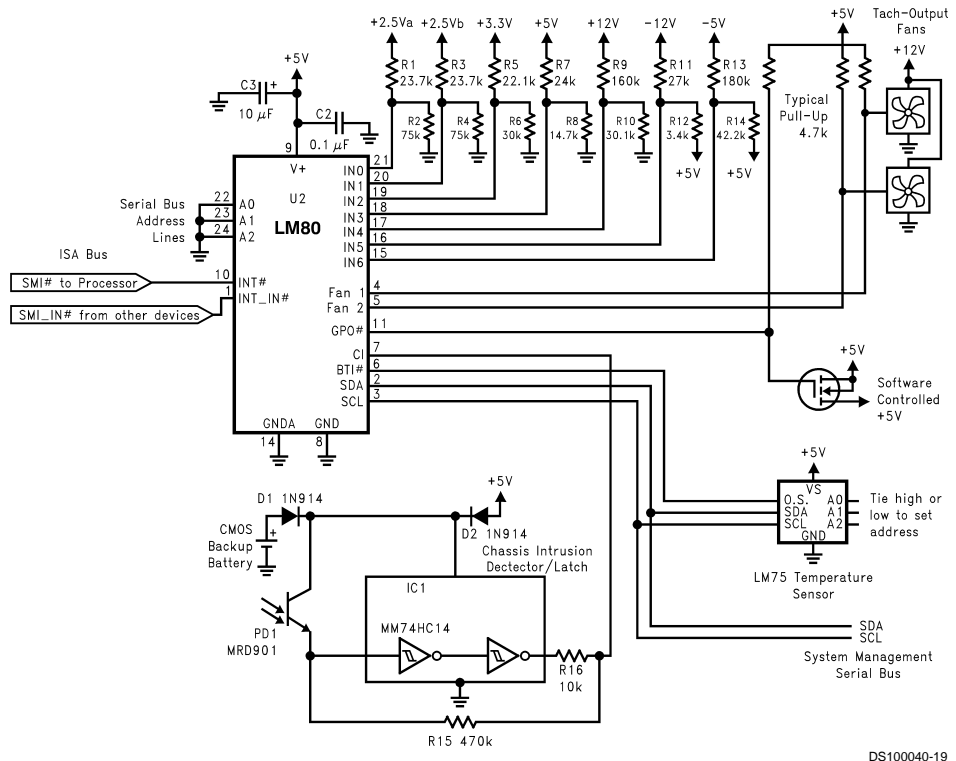 +2.5Va +2.5Vb +3.3V +5V +12V -12V -5V
+5V
Tach-Output
Fans
+12V
+5V
C3
+
10 µF
C2
0.1 µF
R1
23.7k
R3
23.7k
R5
22.1k
R7
24k
R9
160k
R11
27k
R13
180k
R2
75k
R4
75k
R6
30k
R8
14.7k
R10
30.1k
R12
3.4k
R14
42.2k
+5V
+5V
Typical
Pull-Up
4.7k
9
V+
U2
LM80
21
IN0
20
IN1
19
IN2
18
IN3
17
IN4
16
IN5
15
IN6
Serial Bus
Address
Lines
22
A0
23
A1
24
A2
ISA Bus
SMI# to Processor
10
INT#
SMI_IN# from other devices
1
INT_IN#
Fan 1
4
Fan 2
5
GPO#
11
CI
7
BTI#
6
SDA
2
SCL
3
GNDA
14
GND
8
+5V
Software
Controlled
+5V
+5V
VS
O.S. A0
SDA A1
SCL A2
GND
Tie high or
low to set
address
LM75 Temperature
Sensor
SDA
SCL
System Management
Serial Bus
D1 1N914
+5V
D2 1N914
CMOS
Backup
Battery
+
Chassis Intrusion
Dectector/Latch
IC1
MM74HC14
PD1
MRD901
R16
10k
R15 470k
DS100040-19